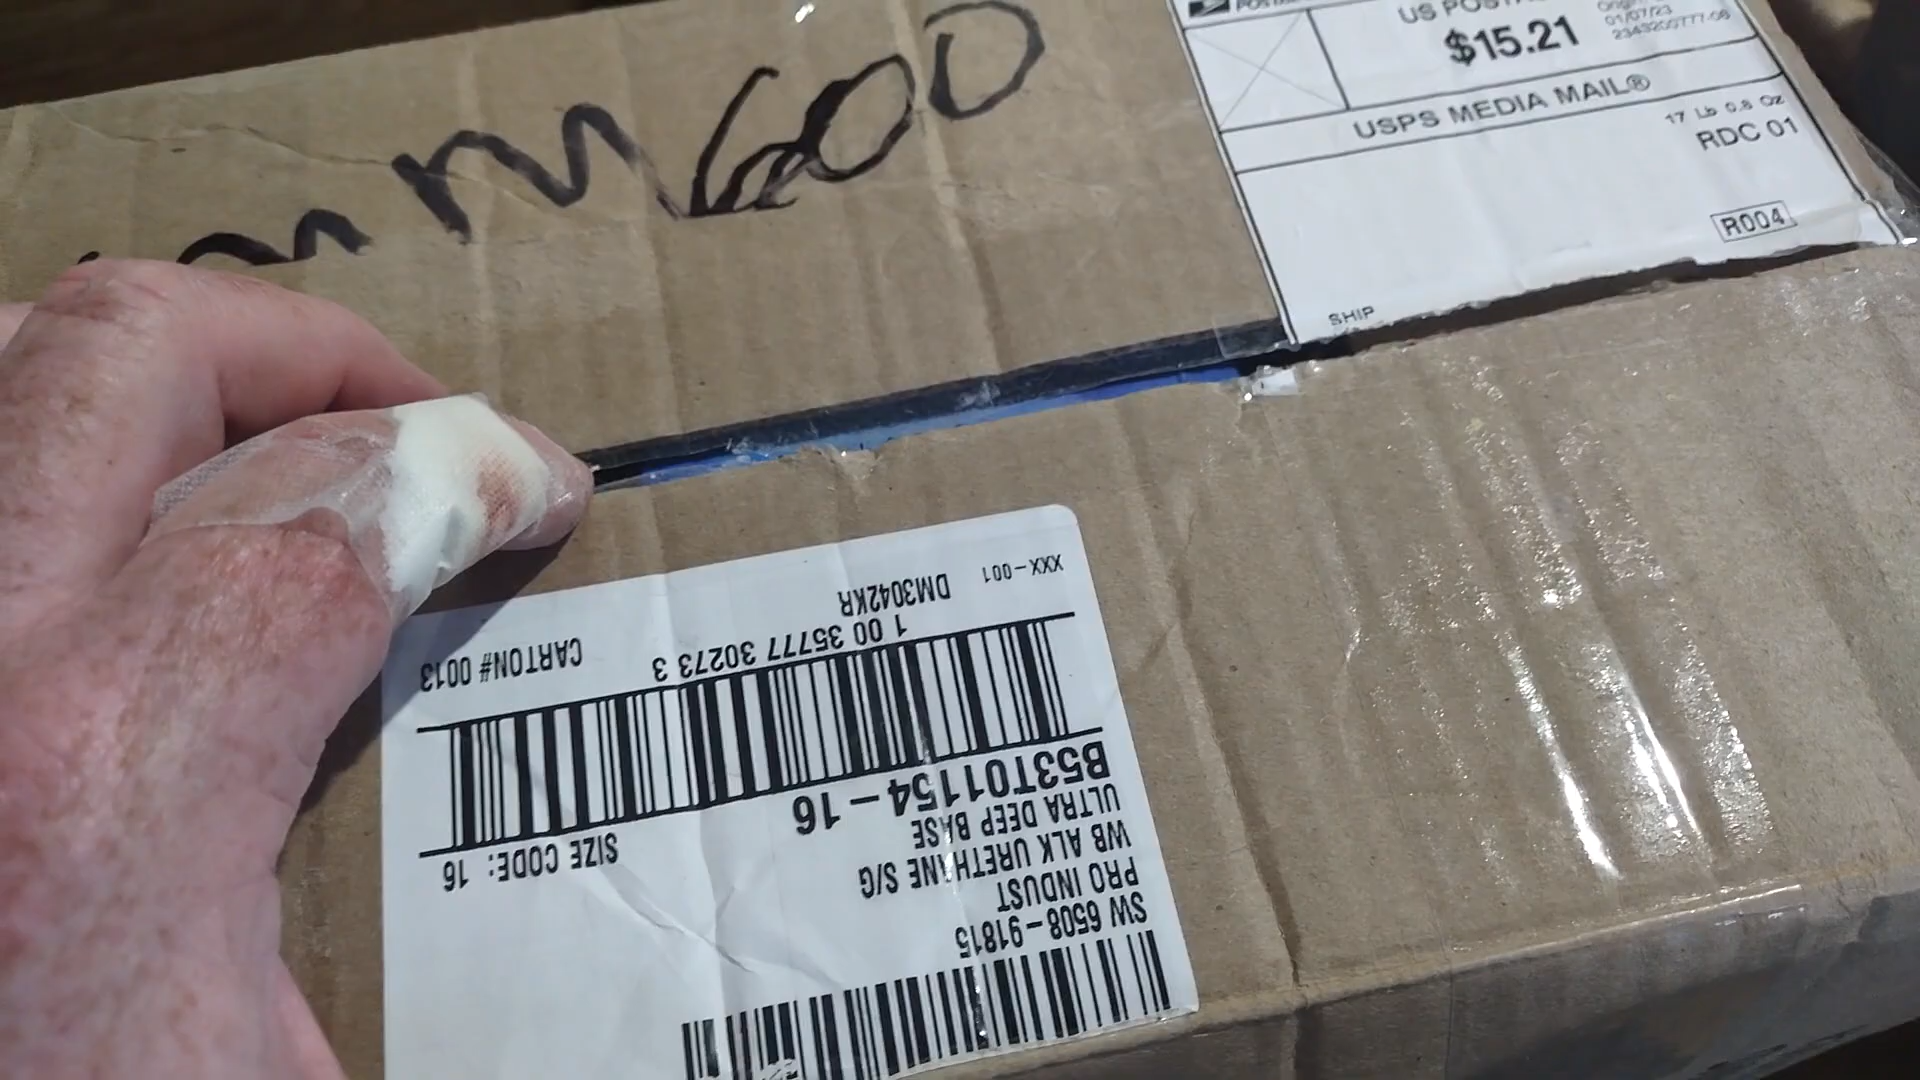 US
$15.21
01/07/23
2343200777-06
USPS MEDIA MAIL®
17 Lb 0.8 Oz
RDC 01
R004
SHIP
SW 6508-91815
PRO INDUST
WB ALK URETHANE S/G
ULTRA DEEP BASE
B53T01154-16
SIZE CODE: 16
1 00 35777 30273 3
CARTON# 0013
DM3042KR
XXX-001